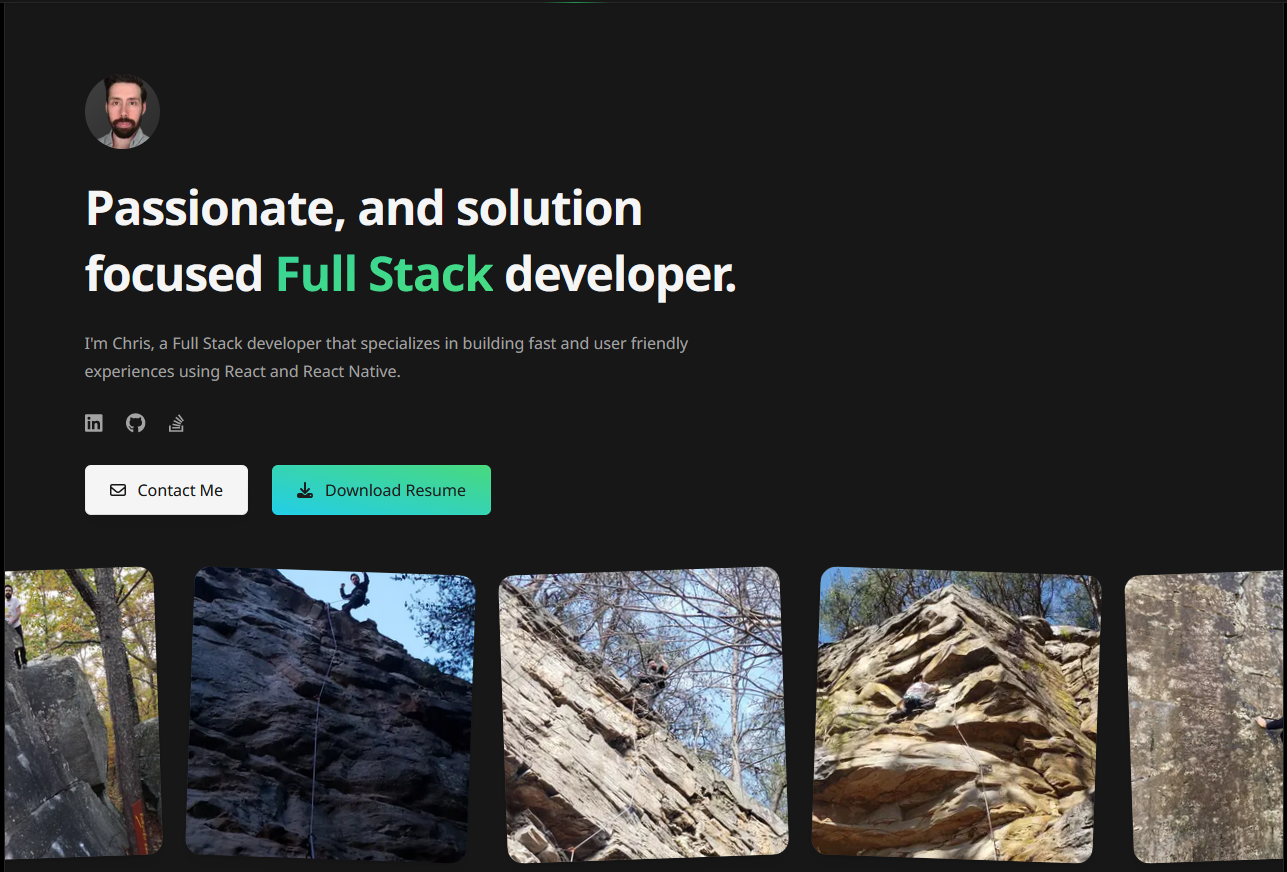 Passionate, and solution
focused Full Stack developer.
I'm Chris, a Full Stack developer that specializes in building fast and user friendly
experiences using React and React Native.
in
Contact Me
Download Resume